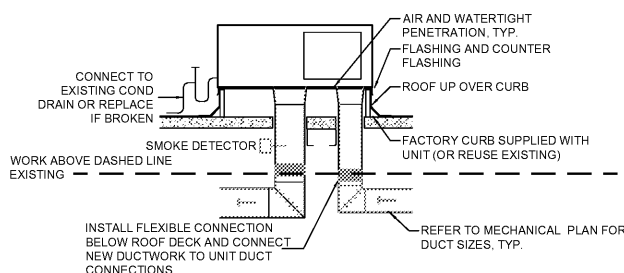 AIR AND WATERTIGHT
PENETRATION, TYP.
FLASHING AND COUNTER
FLASHING
CONNECT TO
EXISTING COND
DRAIN OR REPLACE
IF BROKEN
ROOF UP OVER CURB
SMOKE DETECTOR
FACTORY CURB SUPPLIED WITH
UNIT (OR REUSE EXISTING)
WORK ABOVE DASHED LINE
EXISTING
INSTALL FLEXIBLE CONNECTION
BELOW ROOF DECK AND CONNECT
NEW DUCTWORK TO UNIT DUCT
CONNECTIONS
REFER TO MECHANICAL PLAN FOR
DUCT SIZES, TYP.